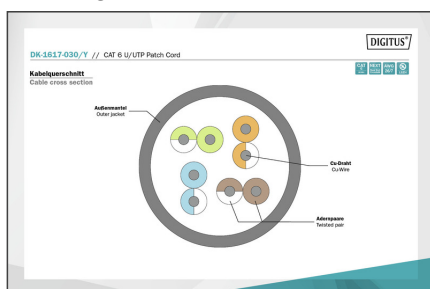 DIGITUS®
DK-1617-030/Y // CAT 6 U/UTP Patch Cord
Kabelquerschnitt
Cable cross section
Außenmantel
Outer jacket
Cu-Draht
Cu-Wire
Adernpaare
Twisted pair